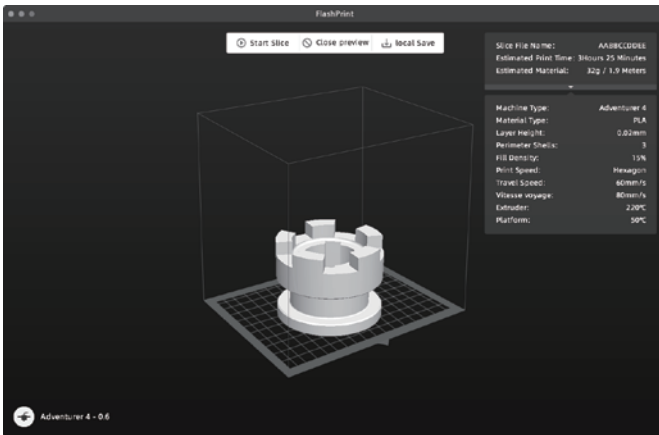 FlashPrint
Start Slice Close preview local Save
Slice File Name: AABBCCDDEE
Estimated Print Time: 3Hours 25 Minutes
Estimated Material: 32g / 1.9 Meters
Machine Type: Adventurer 4
Material Type: PLA
Layer Height: 0.02mm
Perimeter Shells: 3
Fill Density: 15%
Print Speed: Hexagon
Travel Speed: 60mm/s
Vitesse voyage: 80mm/s
Extruder: 220℃
Platform: 50℃
Adventurer 4 - 0.6